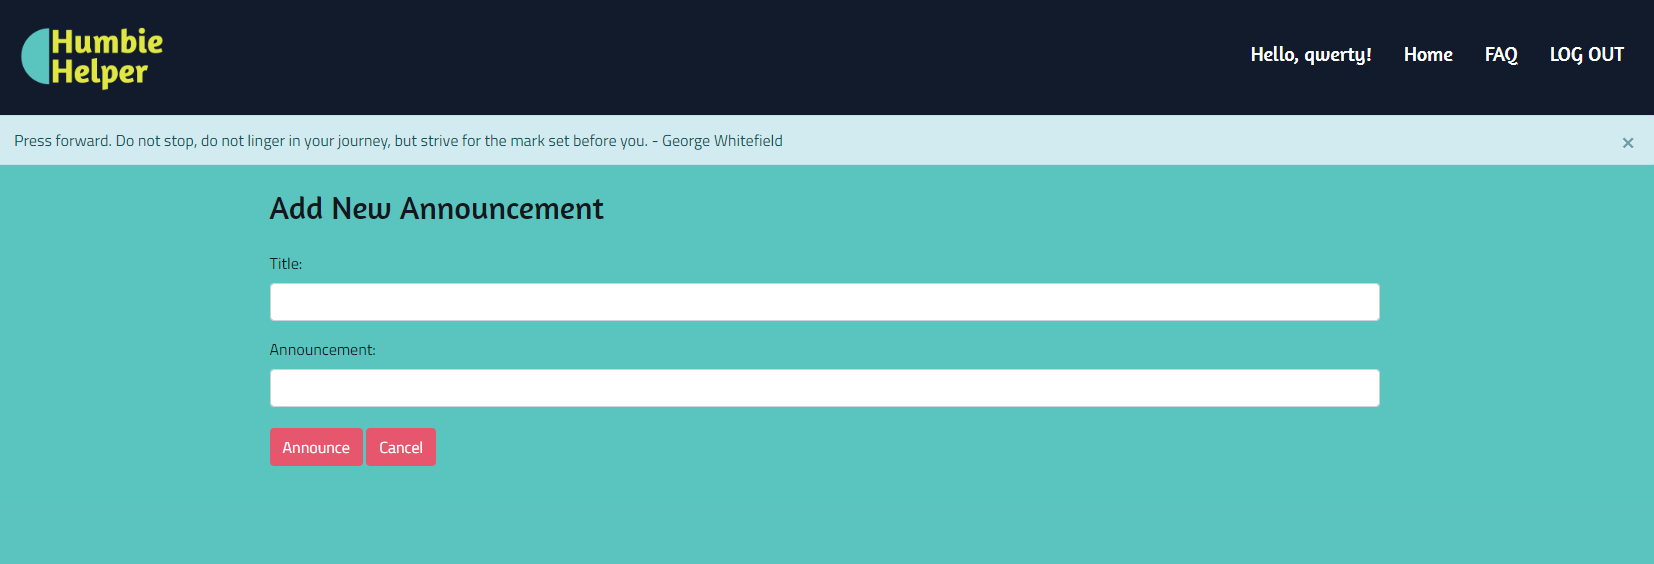 Humbie
Helper
Hello, qwerty! Home FAQ LOG OUT
Press forward. Do not stop, do not linger in your journey, but strive for the mark set before you. - George Whitefield ×
Add New Announcement
Title:
Announcement:
Announce Cancel